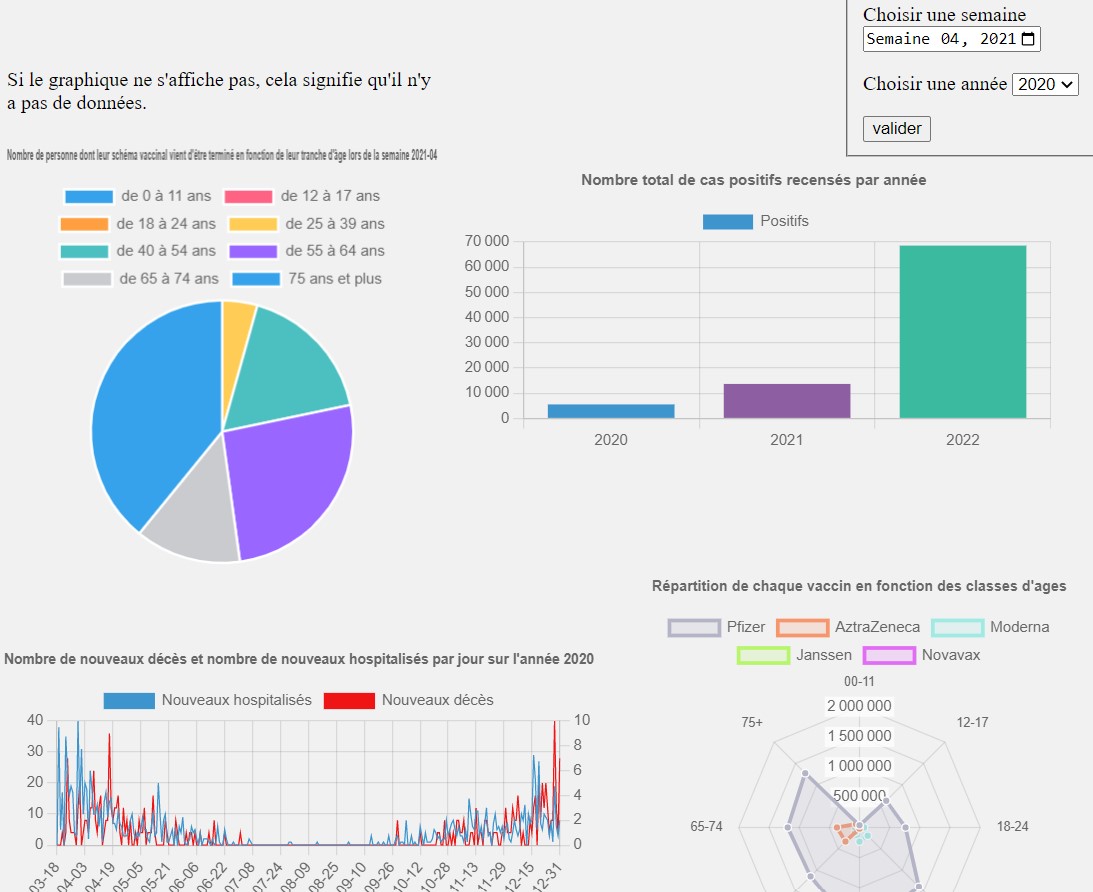 Choisir une semaine
Semaine 04, 2021
Choisir une année 2020
valider
Si le graphique ne s'affiche pas, cela signifie qu'il n'y
a pas de données.
Nombre de personne dont leur schéma vaccinal vient d'être terminé en fonction de leur tranche d'âge lors de la semaine 2021-04
de 0 à 11 ans de 12 à 17 ans
de 18 à 24 ans de 25 à 39 ans
de 40 à 54 ans de 55 à 64 ans
de 65 à 74 ans 75 ans et plus
Nombre total de cas positifs recensés par année
Positifs
70 000
60 000
50 000
40 000
30 000
20 000
10 000
0
2020 2021 2022
Nombre de nouveaux décès et nombre de nouveaux hospitalisés par jour sur l'année 2020
Nouveaux hospitalisés Nouveaux décès
40 10
30 8
20 6
10 4
0 2
0
03-18 04-03 04-19 05-05 05-21 06-06 06-22 07-08 07-24 08-09 08-25 09-10 09-26 10-12 10-28 11-13 11-29 12-15 12-31
Répartition de chaque vaccin en fonction des classes d'ages
Pfizer AztraZeneca Moderna
Janssen Novavax
00-11
2 000 000
75+ 12-17
1 500 000
1 000 000
500 000
65-74 18-24